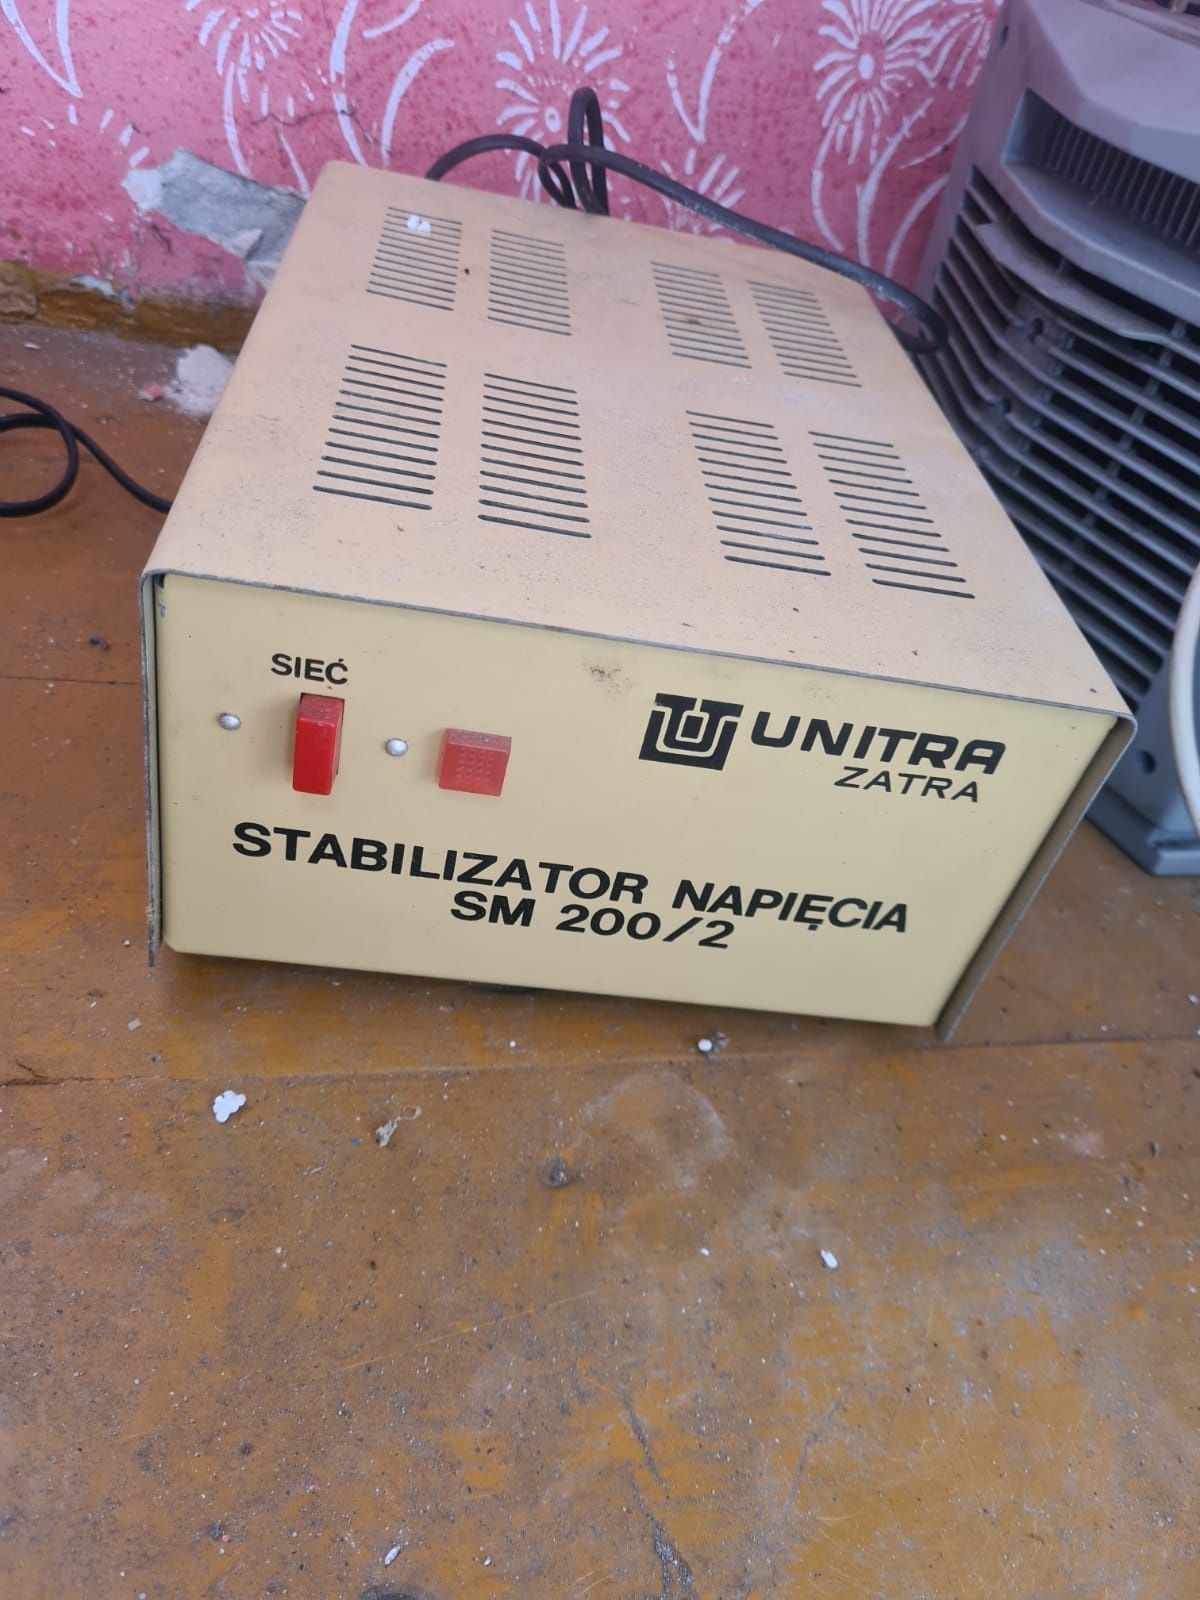 SIEĆ
UNITRA
ZATRA
STABILIZATOR NAPIĘCIA
SM 200/2